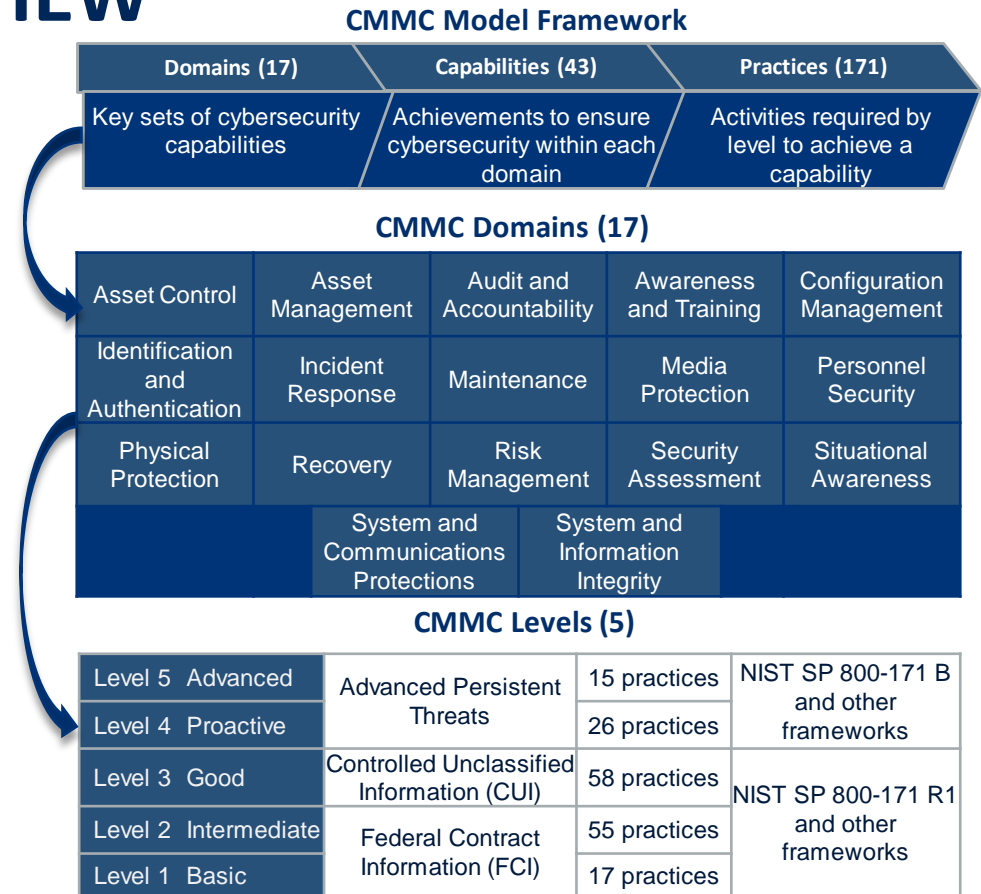 IEW
CMMC Model Framework
Domains (17)
Capabilities (43)
Practices (171)
Key sets of cybersecurity
capabilities
Achievements to ensure
cybersecurity within each
domain
Activities required by
level to achieve a
capability
CMMC Domains (17)
Asset Control
Asset
Management
Audit and
Accountability
Awareness
and Training
Configuration
Management
Identification
and
Authentication
Incident
Response
Maintenance
Media
Protection
Personnel
Security
Physical
Protection
Recovery
Risk
Management
Security
Assessment
Situational
Awareness
System and
Communications
Protections
System and
Information
Integrity
CMMC Levels (5)
Level 5 Advanced
Level 4 Proactive
Advanced Persistent
Threats
15 practices
26 practices
NIST SP 800-171 B
and other
frameworks
Level 3 Good
Controlled Unclassified
Information (CUI)
58 practices
Level 2 Intermediate
Level 1 Basic
Federal Contract
Information (FCI)
55 practices
17 practices
NIST SP 800-171 R1
and other
frameworks